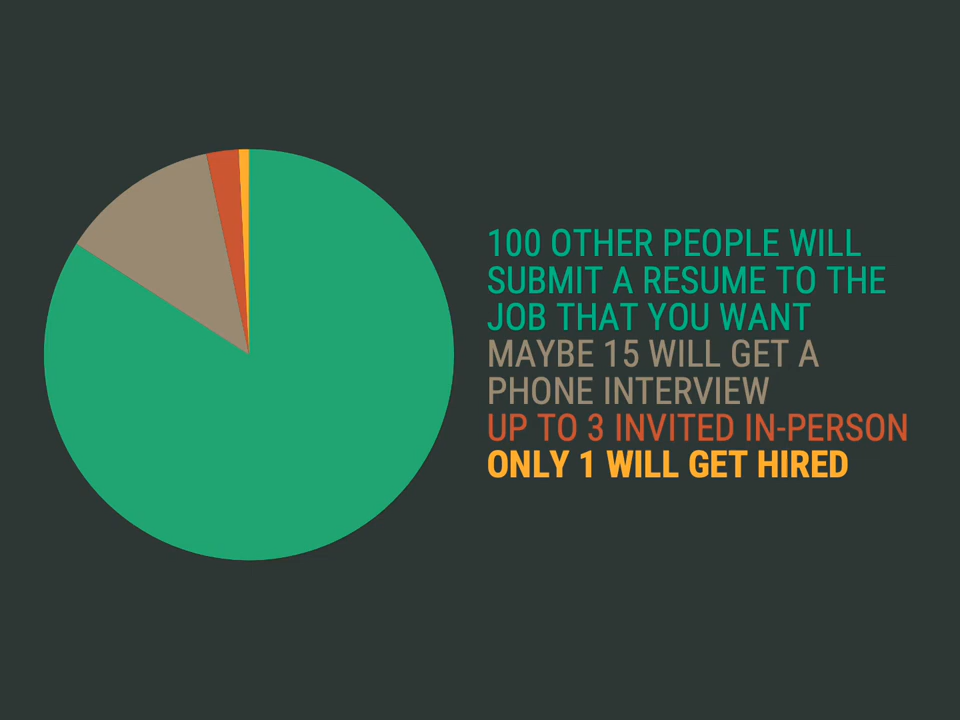 100 OTHER PEOPLE WILL
SUBMIT A RESUME TO THE
JOB THAT YOU WANT
MAYBE 15 WILL GET A
PHONE INTERVIEW
UP TO 3 INVITED IN-PERSON
ONLY 1 WILL GET HIRED